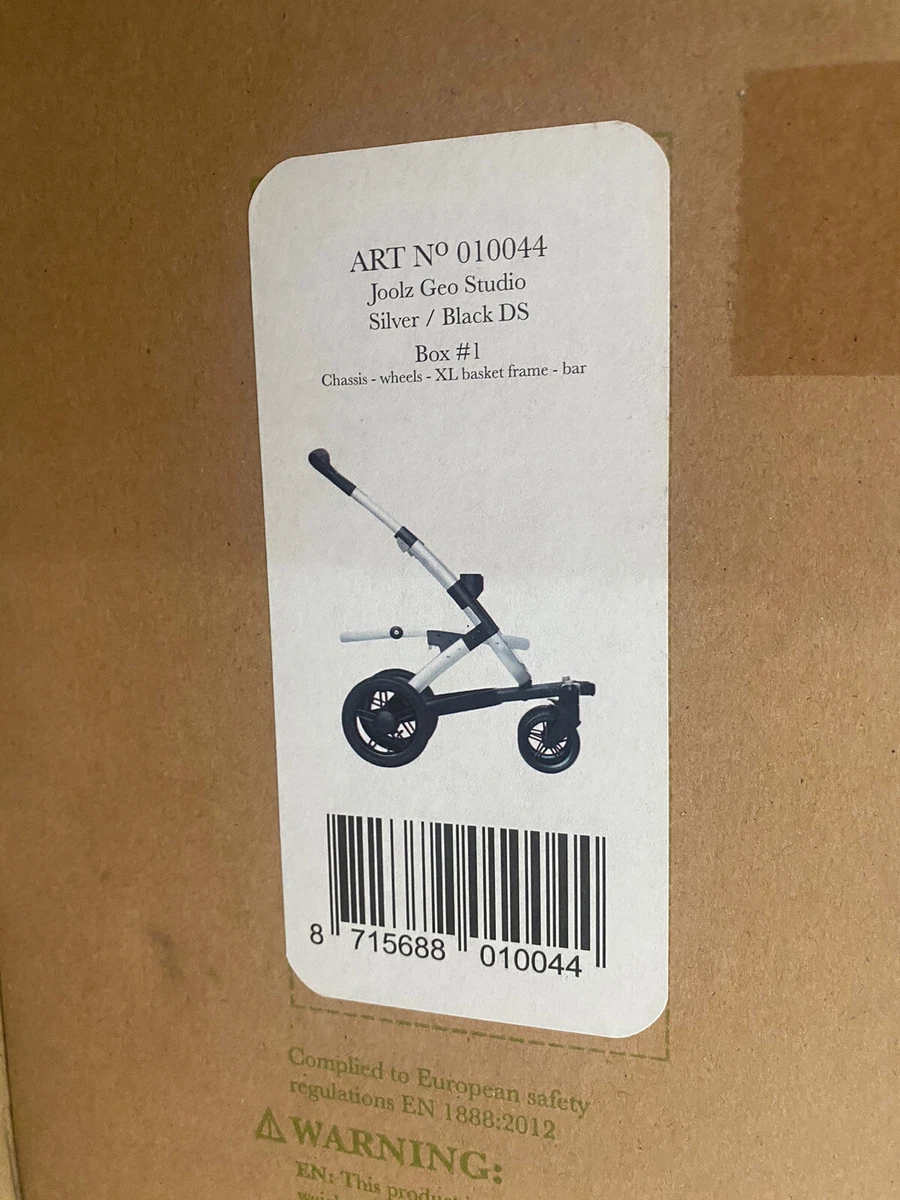 ART Nº 010044
Joolz Geo Studio
Silver / Black DS
Box #1
Chassis - wheels - XL basket frame - bar
8 715688 010044
Complied to European safety
regulations EN 1888:2012
⚠WARNING:
EN: This product